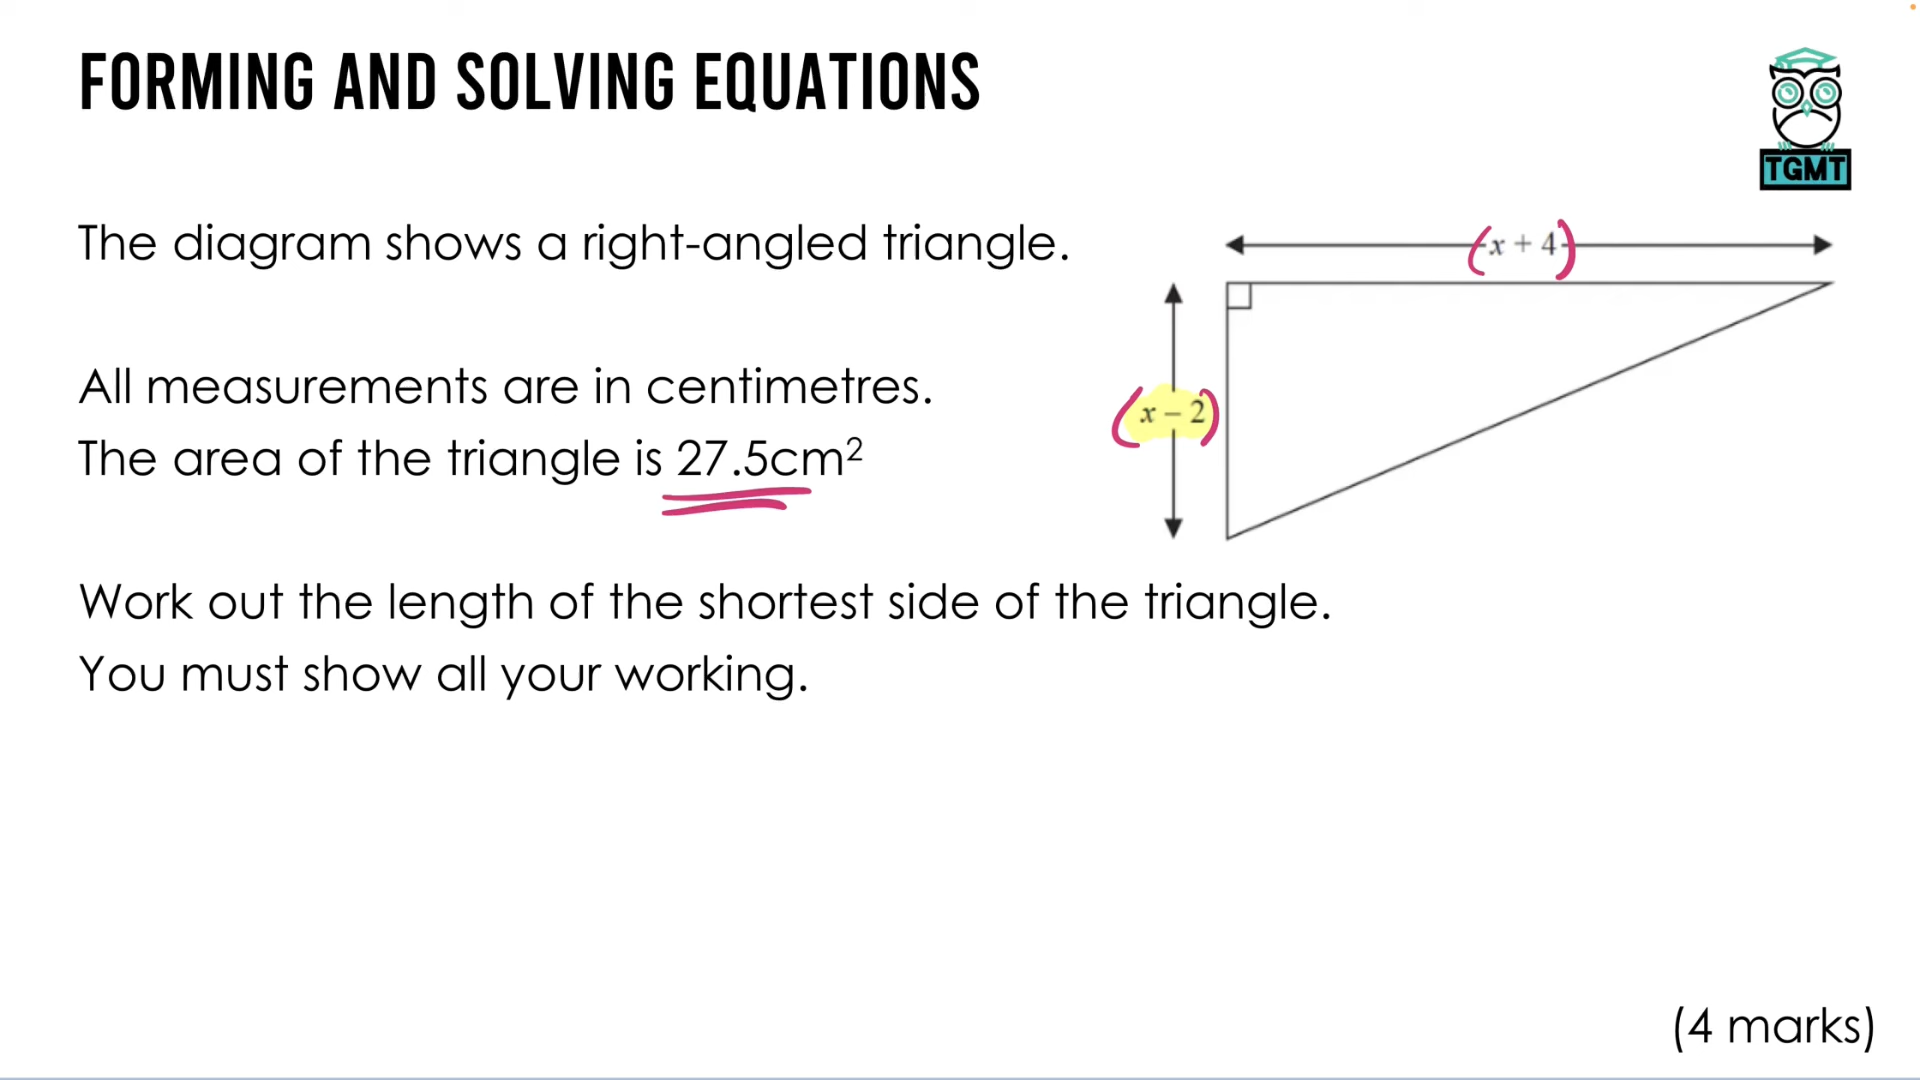 FORMING AND SOLVING EQUATIONS
TGMT
The diagram shows a right-angled triangle.
(x + 4)
All measurements are in centimetres.
(x – 2)
The area of the triangle is 27.5cm²
Work out the length of the shortest side of the triangle.
You must show all your working.
(4 marks)